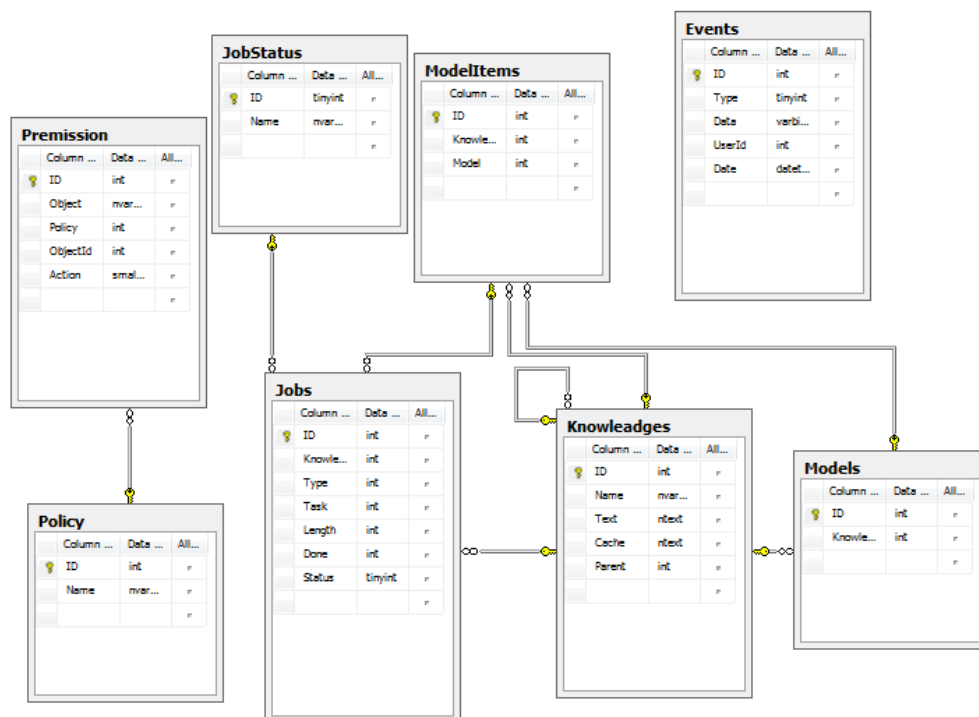 JobStatus
Column ... Data ... All...
ID tinyint
Name nvar...
ModelItems
Column ... Data ... All...
ID int
Knowle... int
Model int
Events
Column ... Data ... All...
ID int
Type tinyint
Data varbi...
UserId int
Date datet...
Premission
Column ... Data ... All...
ID int
Object nvar...
Policy int
ObjectId int
Action smal...
Jobs
Column ... Data ... All...
ID int
Knowle... int
Type int
Task int
Length int
Done int
Status tinyint
Knowleadges
Column ... Data ... All...
ID int
Name nvar...
Text ntext
Cache ntext
Parent int
Models
Column ... Data ... All...
ID int
Knowle... int
Policy
Column ... Data ... All...
ID int
Name nvar...